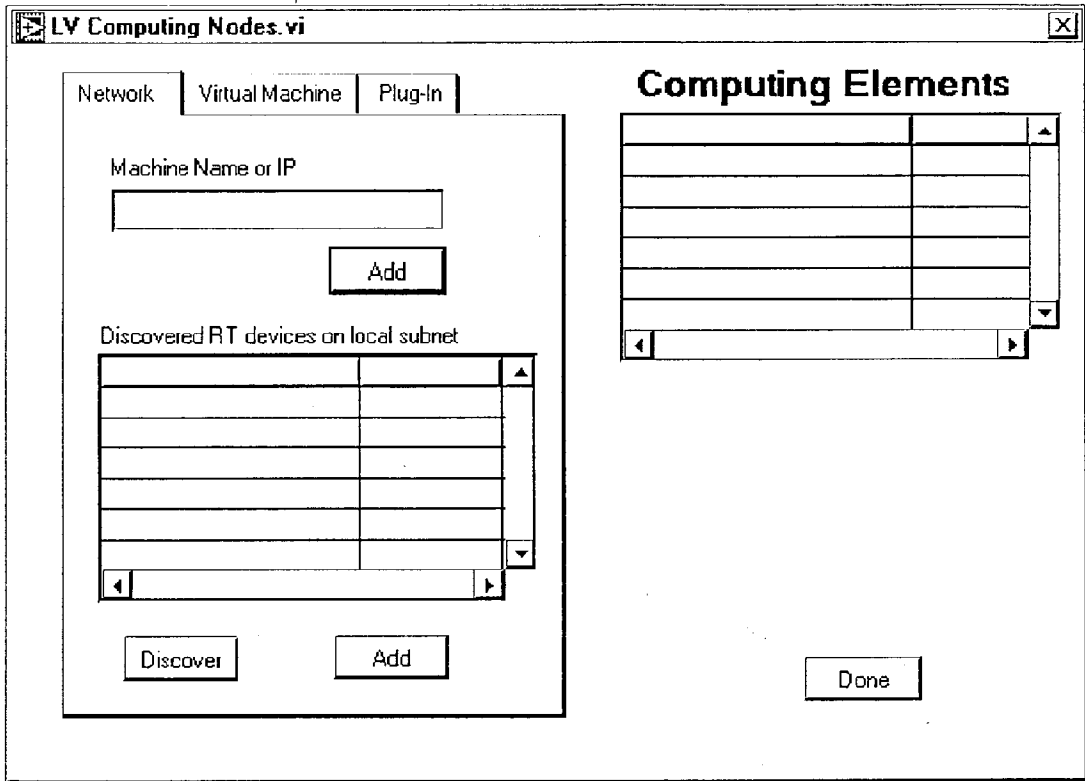 LV Computing Nodes.vi
Network
Virtual Machine
Plug-In
Machine Name or IP
Add
Discovered RT devices on local subnet
Discover
Add
Computing Elements
Done